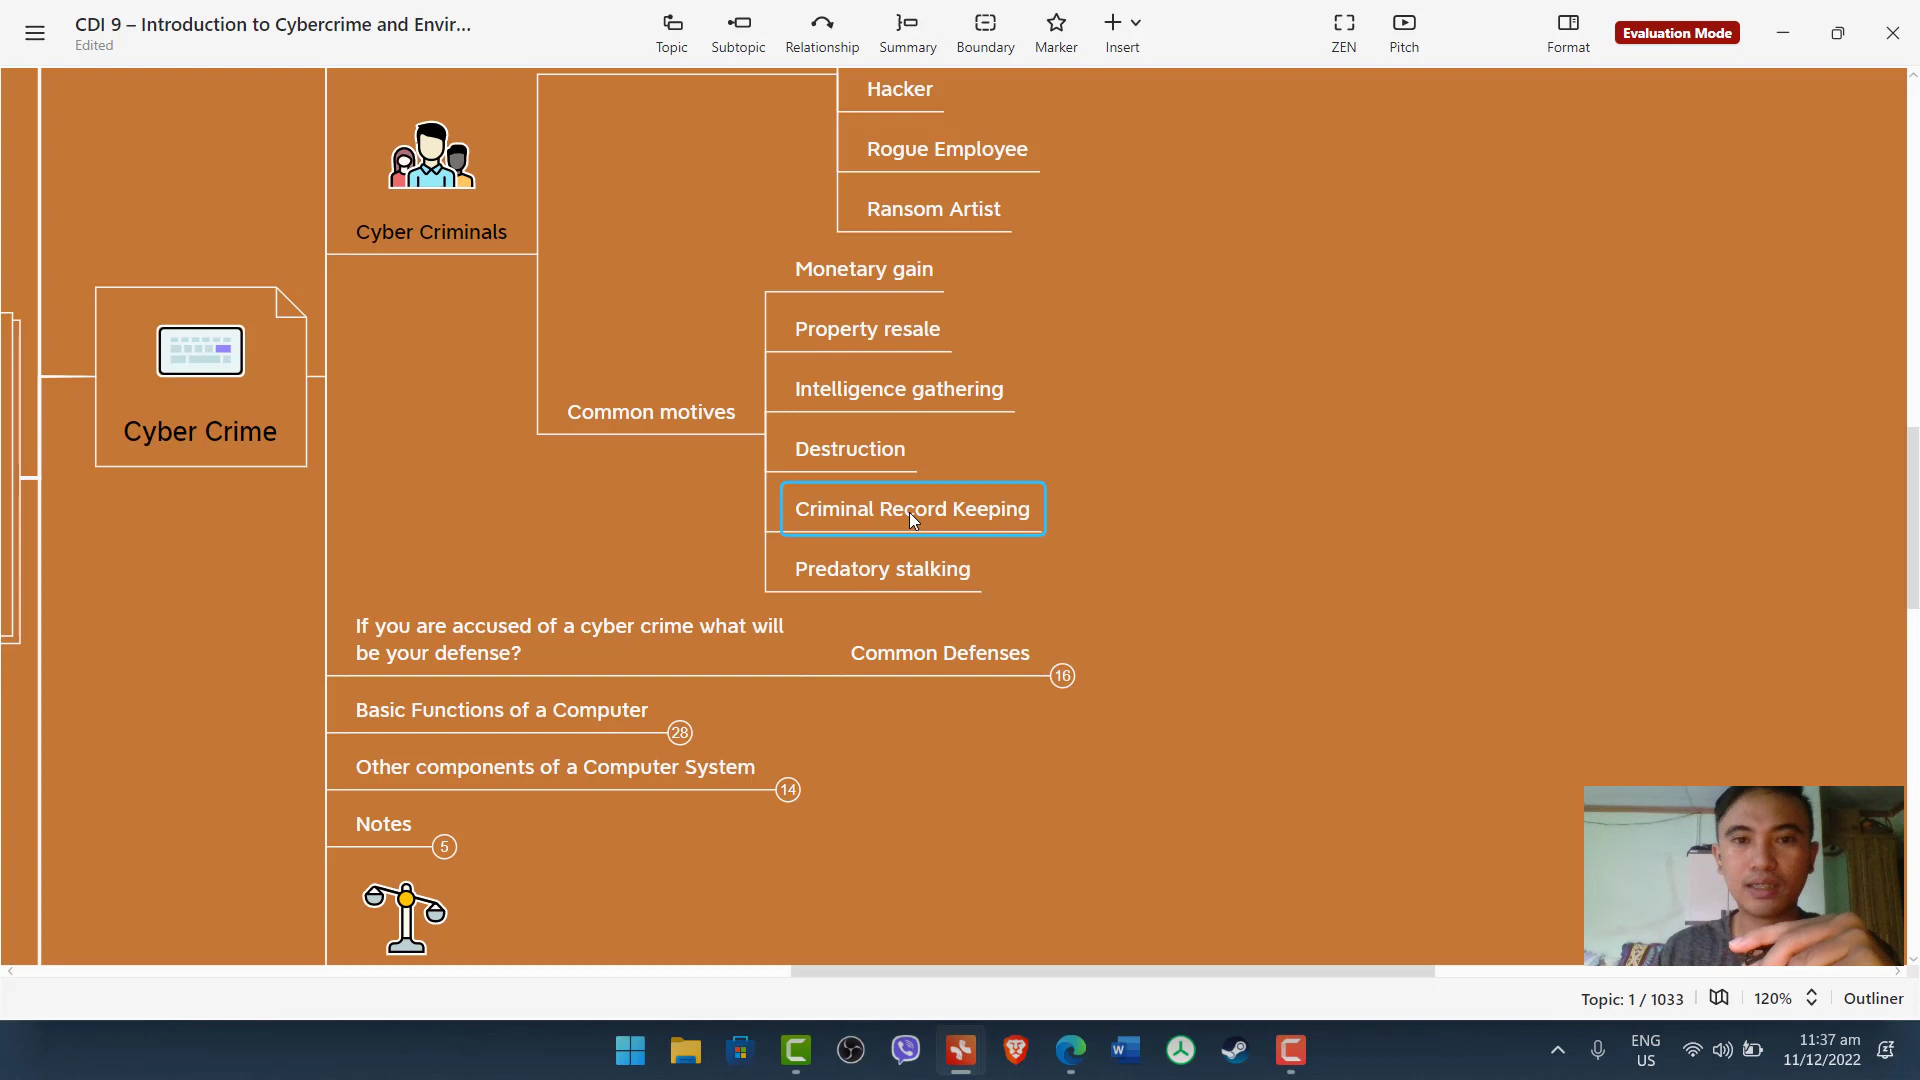 CDI 9 – Introduction to Cybercrime and Envir...
Edited
Topic
Subtopic
Relationship
Summary
Boundary
Marker
Insert
ZEN
Pitch
Format
Evaluation Mode
Hacker
Rogue Employee
Ransom Artist
Cyber Criminals
Monetary gain
Property resale
Intelligence gathering
Common motives
Cyber Crime
Destruction
Criminal Record Keeping
Predatory stalking
If you are accused of a cyber crime what will
be your defense?
Common Defenses
16
Basic Functions of a Computer
28
Other components of a Computer System
14
Notes
5
Topic: 1 / 1033
120%
Outliner
ENG
US
11:37 am
11/12/2022